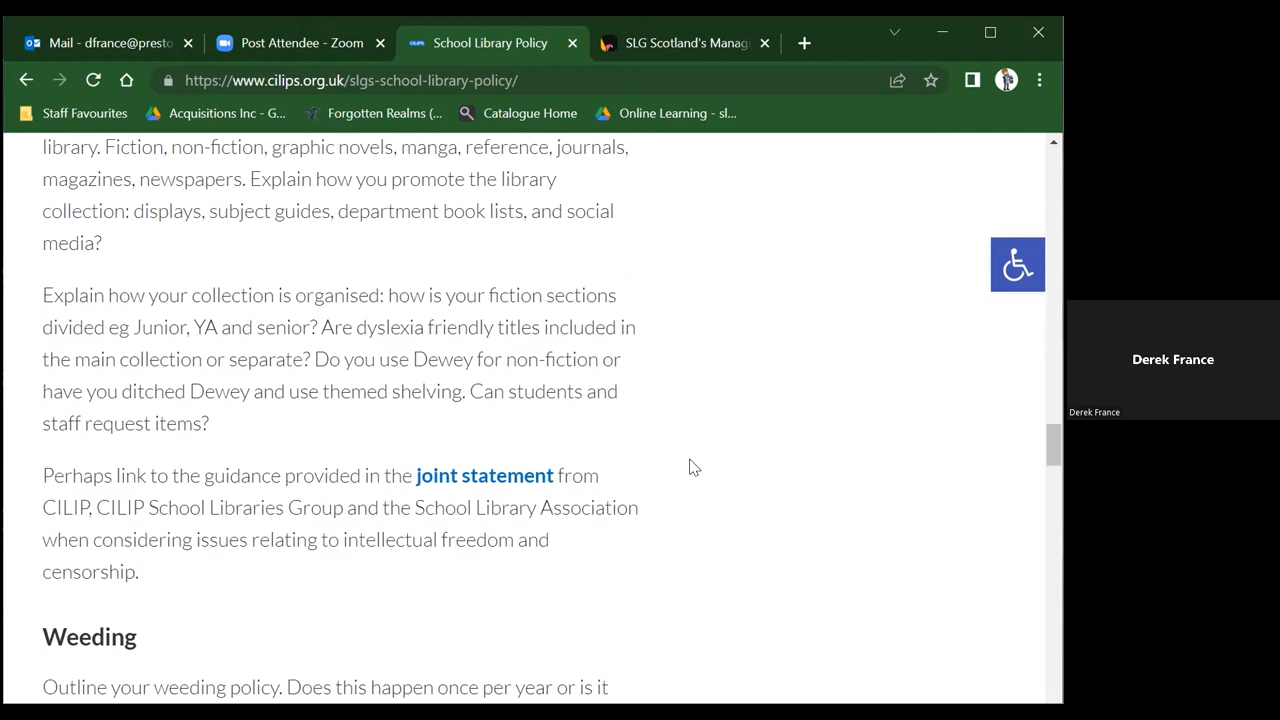 Mail - dfrance@presto
Post Attendee - Zoom
CILIPS
School Library Policy
SLG Scotland's Manag
https://www.cilips.org.uk/slgs-school-library-policy/
Staff Favourites
Acquisitions Inc - G...
Forgotten Realms (...
Catalogue Home
Online Learning - sl...
library. Fiction, non-fiction, graphic novels, manga, reference, journals,
magazines, newspapers. Explain how you promote the library
collection: displays, subject guides, department book lists, and social
media?
Explain how your collection is organised: how is your fiction sections
divided eg Junior, YA and senior? Are dyslexia friendly titles included in
the main collection or separate? Do you use Dewey for non-fiction or
have you ditched Dewey and use themed shelving. Can students and
staff request items?
Perhaps link to the guidance provided in the joint statement from
CILIP, CILIP School Libraries Group and the School Library Association
when considering issues relating to intellectual freedom and
censorship.
Weeding
Outline your weeding policy. Does this happen once per year or is it
Derek France
Derek France